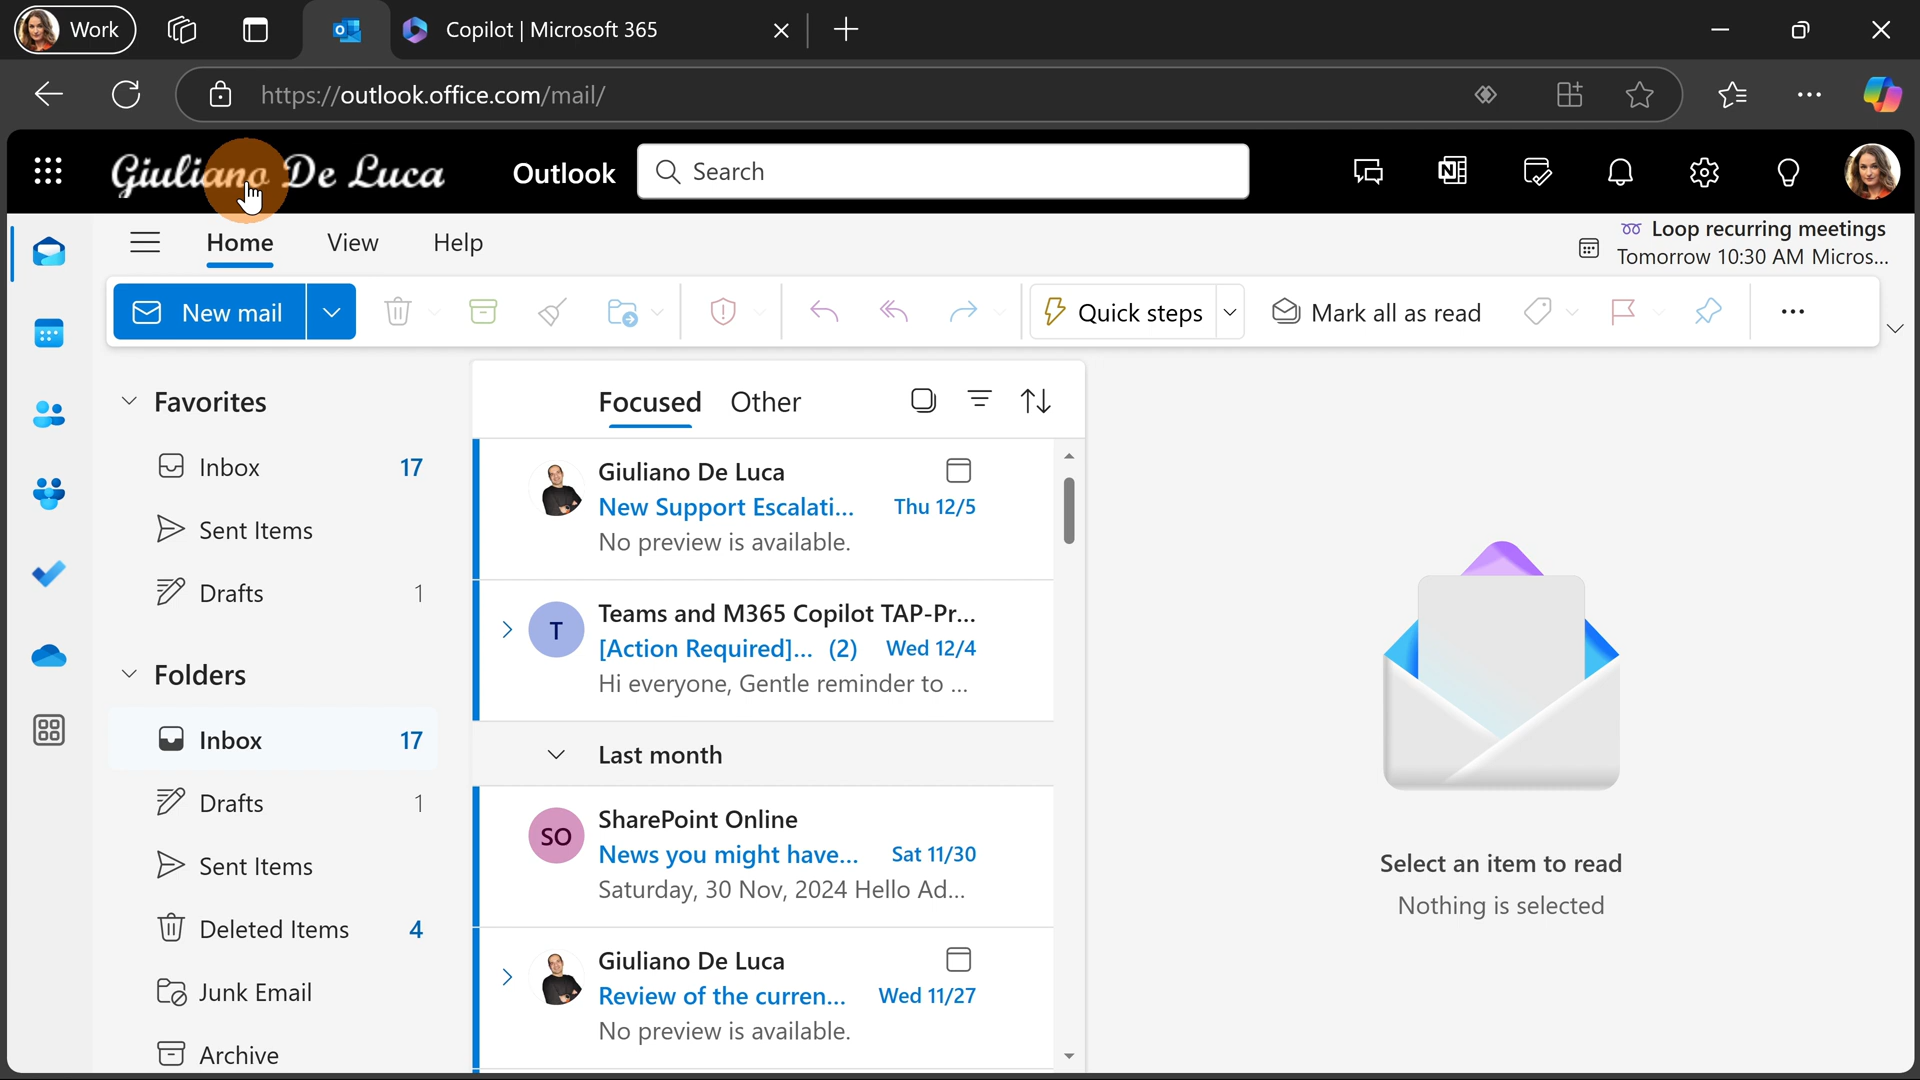 Work
Copilot | Microsoft 365
https://outlook.office.com/mail/
Giuliano De Luca
Outlook
Search
Loop recurring meetings
Tomorrow 10:30 AM Micros...
Home
View
Help
New mail
Quick steps
Mark all as read
Favorites
Inbox 17
Sent Items
Drafts 1
Folders
Inbox 17
Drafts 1
Sent Items
Deleted Items 4
Junk Email
Archive
Focused
Other
Giuliano De Luca
New Support Escalati... Thu 12/5
No preview is available.
T
Teams and M365 Copilot TAP-Pr...
[Action Required]... (2) Wed 12/4
Hi everyone, Gentle reminder to ...
Last month
SO
SharePoint Online
News you might have... Sat 11/30
Saturday, 30 Nov, 2024 Hello Ad...
Giuliano De Luca
Review of the curren... Wed 11/27
No preview is available.
Select an item to read
Nothing is selected